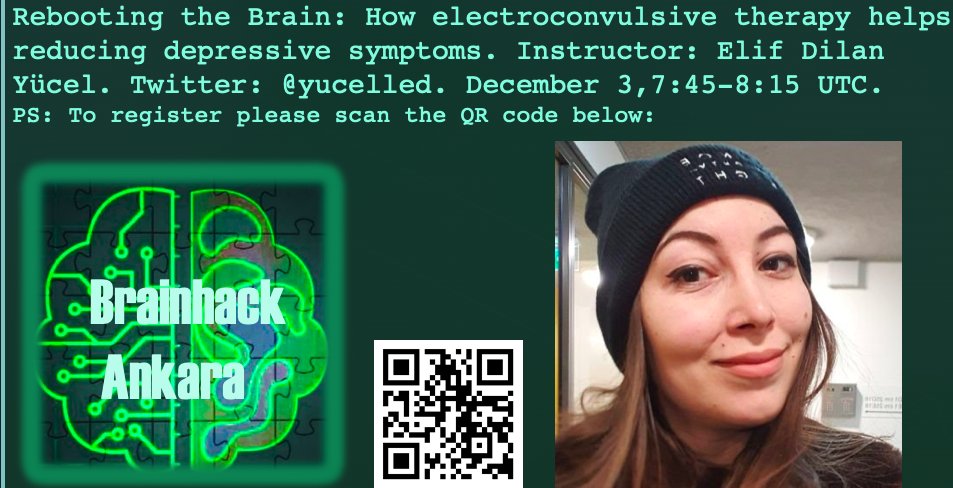 Rebooting the Brain: How electroconvulsive therapy helps
reducing depressive symptoms. Instructor: Elif Dilan
Yücel. Twitter: @yucelled. December 3,7:45-8:15 UTC.
PS: To register please scan the QR code below:
Brainhack
Ankara